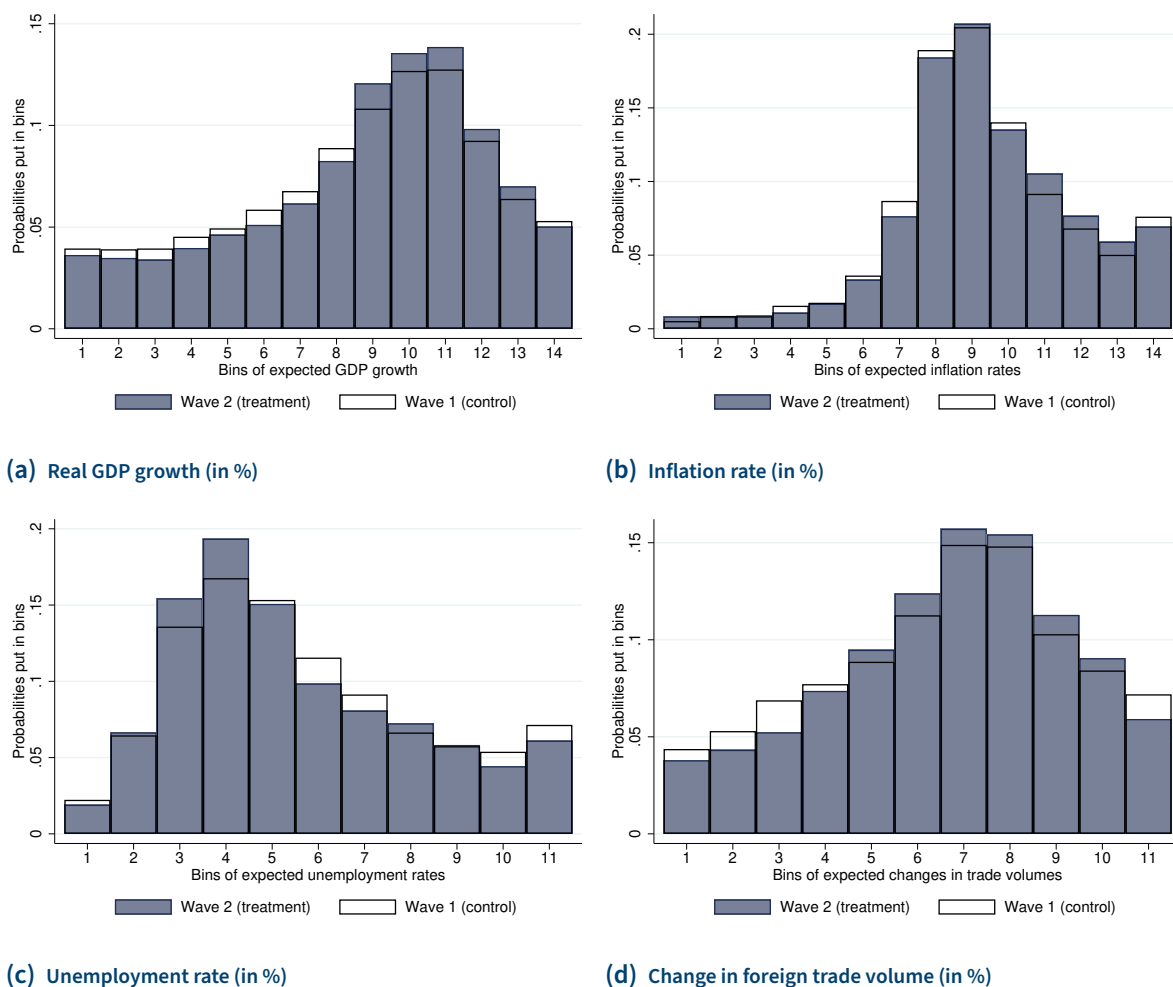 Probabilities put in bins
.15
.1
.05
0
1 2 3 4 5 6 7 8 9 10 11 12 13 14
Bins of expected GDP growth
Wave 2 (treatment) Wave 1 (control)
(a) Real GDP growth (in %)
Probabilities put in bins
.2
.15
.1
.05
0
1 2 3 4 5 6 7 8 9 10 11 12 13 14
Bins of expected inflation rates
Wave 2 (treatment) Wave 1 (control)
(b) Inflation rate (in %)
Probabilities put in bins
.2
.15
.1
.05
0
1 2 3 4 5 6 7 8 9 10 11
Bins of expected unemployment rates
Wave 2 (treatment) Wave 1 (control)
(c) Unemployment rate (in %)
Probabilities put in bins
.15
.1
.05
0
1 2 3 4 5 6 7 8 9 10 11
Bins of expected changes in trade volumes
Wave 2 (treatment) Wave 1 (control)
(d) Change in foreign trade volume (in %)